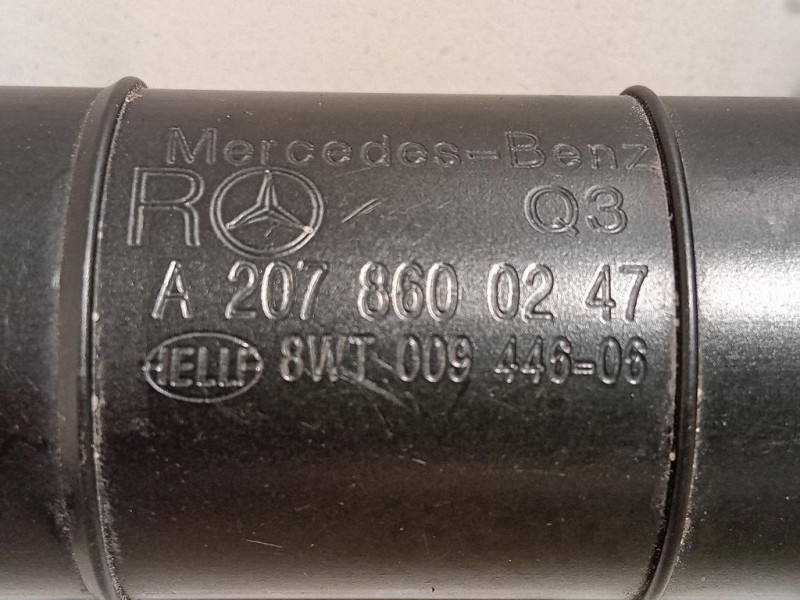 Mercedes-Benz
R Q3
A 207 860 02 47
HELLA 8WT 009 446-06